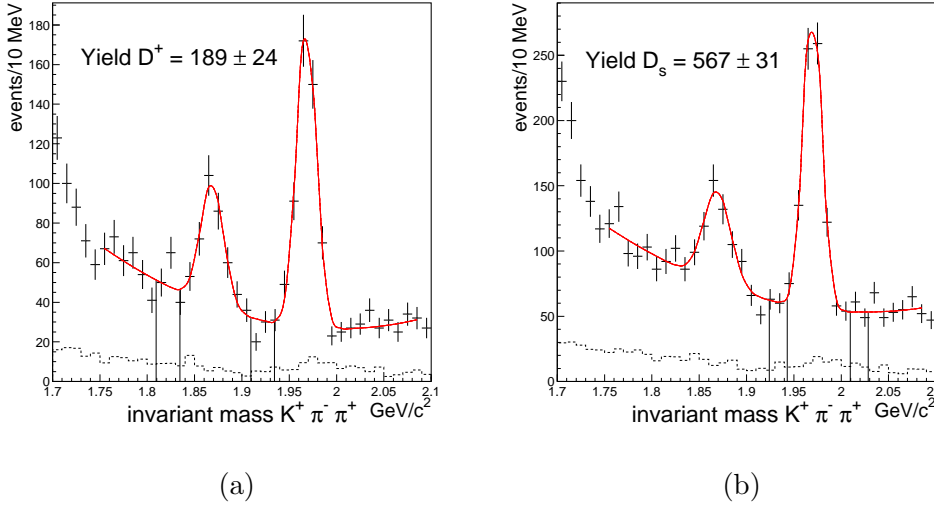 events/10 MeV
Yield D⁺ = 189 ± 24
180
160
140
120
100
80
60
40
20
0
1.7 1.75 1.8 1.85 1.9 1.95 2 2.05 2.1
invariant mass K⁺ π⁻ π⁺ GeV/c²
(a)
events/10 MeV
Yield Dₛ = 567 ± 31
250
200
150
100
50
0
1.7 1.75 1.8 1.85 1.9 1.95 2 2.05
invariant mass K⁺ π⁻ π⁺ GeV/c²
(b)